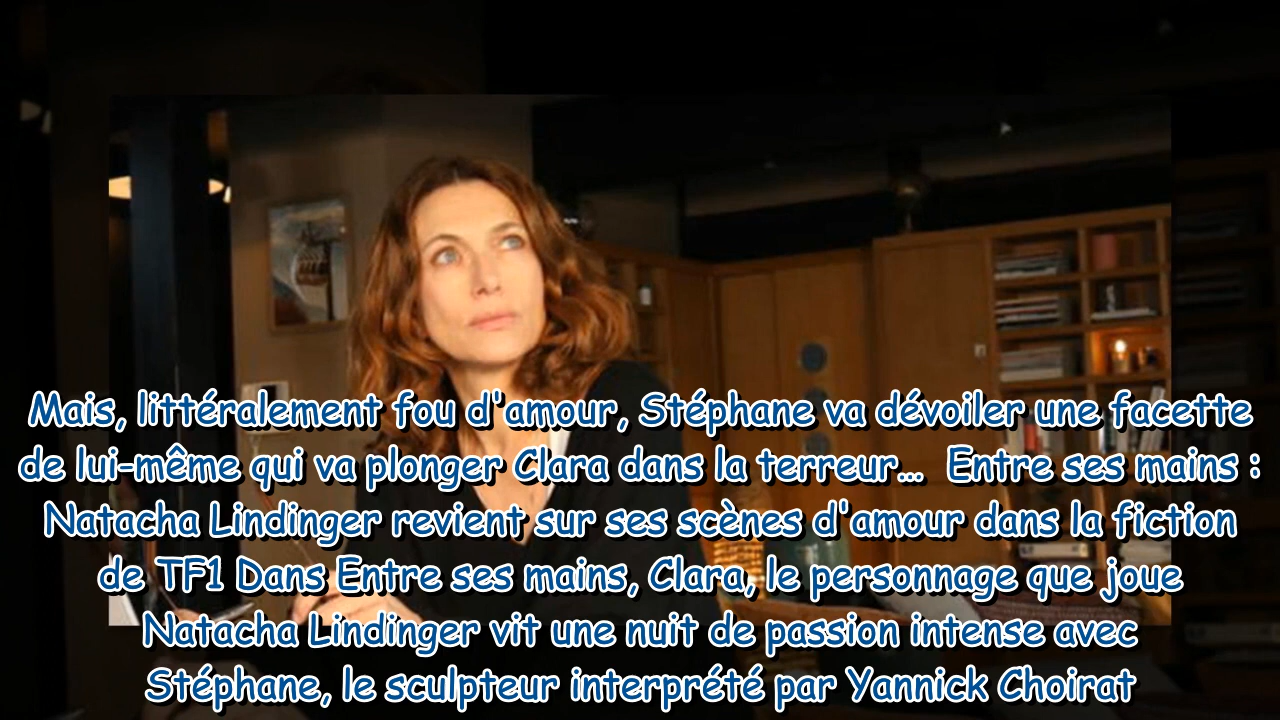 Mais, littéralement fou d'amour, Stéphane va dévoiler une facette
de lui-même qui va plonger Clara dans la terreur... Entre ses mains :
Natacha Lindinger revient sur ses scènes d'amour dans la fiction
de TF1 Dans Entre ses mains, Clara, le personnage que joue
Natacha Lindinger vit une nuit de passion intense avec
Stéphane, le sculpteur interprété par Yannick Choirat